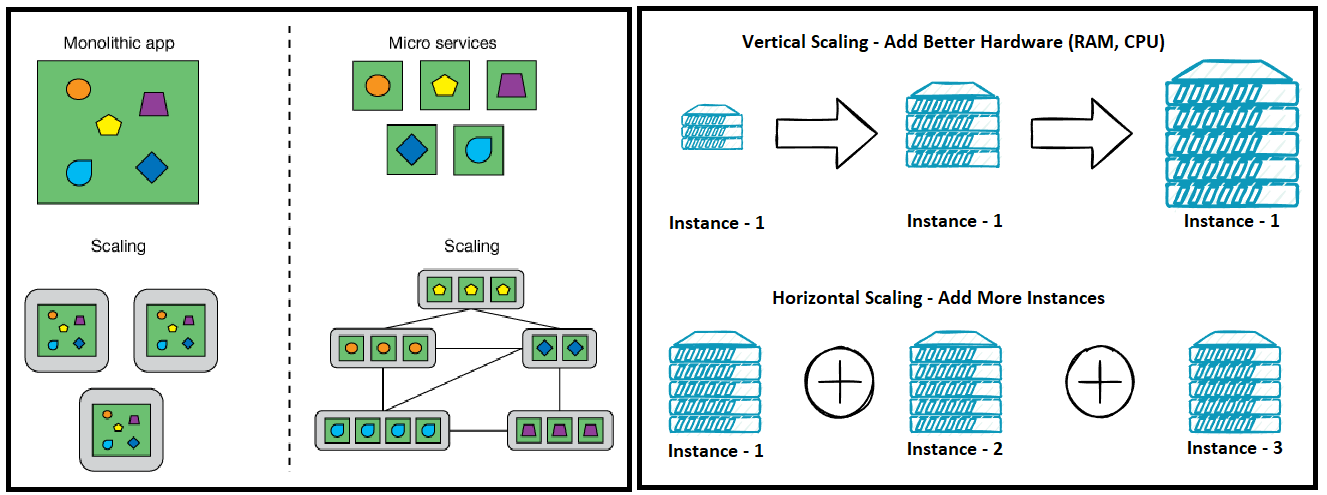 Monolithic app
Micro services
Scaling
Scaling
Vertical Scaling - Add Better Hardware (RAM, CPU)
Instance - 1
Instance - 1
Instance - 1
Horizontal Scaling - Add More Instances
Instance - 1
Instance - 2
Instance - 3